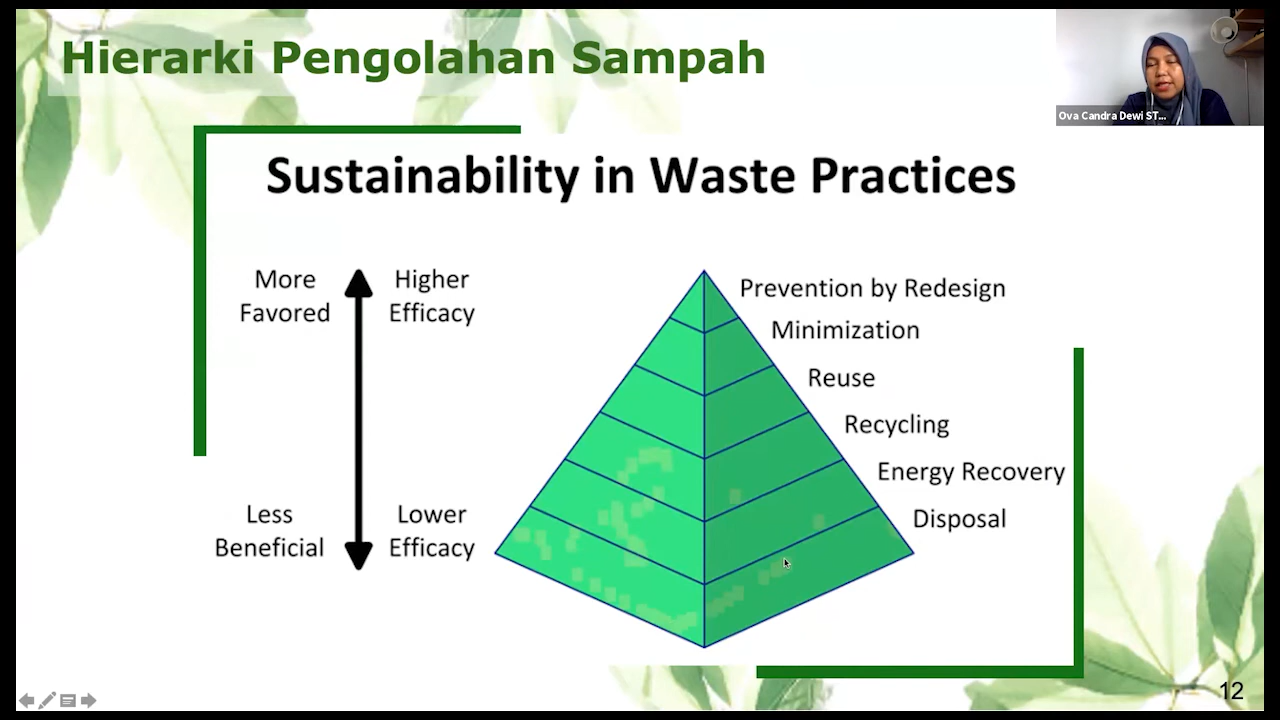 Hierarki Pengolahan Sampah
Ova Candra Dewi ST...
Sustainability in Waste Practices
More
Favored
Higher
Efficacy
Prevention by Redesign
Minimization
Reuse
Recycling
Energy Recovery
Disposal
Less
Beneficial
Lower
Efficacy
12